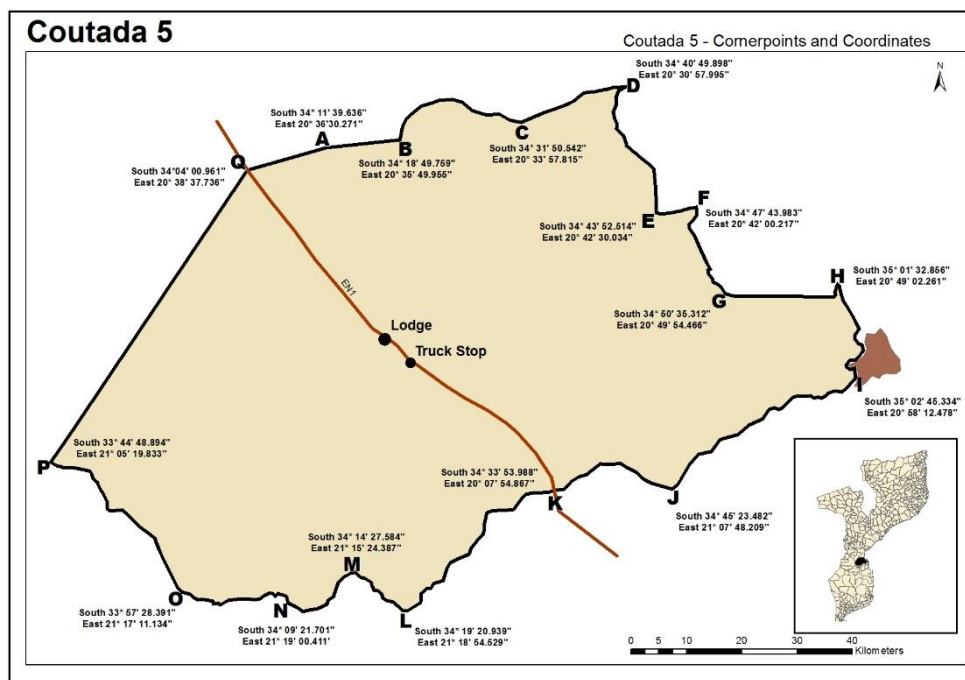 Coutada 5
Coutada 5 - Cornerpoints and Coordinates
N
South 34° 40' 49.898"
East 20° 30' 57.995"
D
South 34° 11' 39.636"
East 20° 36'30.271"
A
B
C
South 34° 18' 49.759"
East 20° 35' 49.955"
South 34° 31' 50.542"
East 20° 33' 57.815"
Q
South 34°04' 00.961"
East 20° 38' 37.736"
F
E
South 34° 47' 43.983"
East 20° 42' 00.217"
South 34° 43' 52.514"
East 20° 42' 30.034"
H
South 35° 01' 32.856"
East 20° 49' 02.261"
G
South 34° 50' 35.312"
East 20° 49' 54.466"
EN1
Lodge
Truck Stop
I
South 35° 02' 45.334"
East 20° 58' 12.478"
P
South 33° 44' 48.894"
East 21° 05' 19.833"
South 34° 33' 53.988"
East 20° 07' 54.867"
K
J
South 34° 45' 23.482"
East 21° 07' 48.209"
South 34° 14' 27.584"
East 21° 15' 24.387"
M
O
South 33° 57' 28.391"
East 21° 17' 11.134"
N
South 34° 09' 21.701"
East 21° 19' 00.411'
L
South 34° 19' 20.939"
East 21° 18' 54.529"
0 10 20 30 40
Kilometers